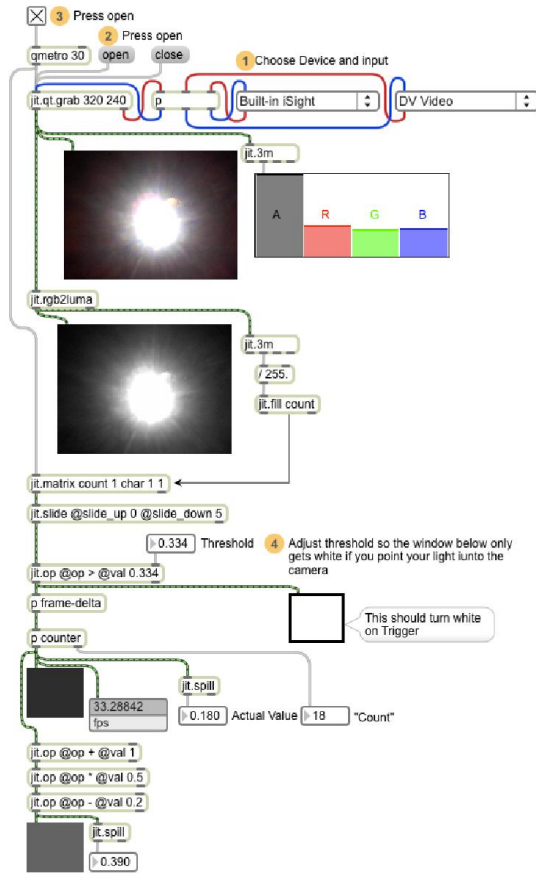 3 Press open
2 Press open
qmetro 30
open
close
1 Choose Device and input
jit.qt.grab 320 240
p
Built-in iSight
DV Video
jit.3m
A
R
G
B
jit.rgb2luma
jit.3m
/ 255.
jit.fill count
jit.matrix count 1 char 1 1
jit.slide @slide_up 0 @slide_down 5
0.334
Threshold
4 Adjust threshold so the window below only
gets white if you point your light iunto the
camera
jit.op @op > @val 0.334
p frame-delta
This should turn white
on Trigger
p counter
jit.spill
33.28842
fps
0.180
Actual Value
18
"Count"
jit.op @op + @val 1
jit.op @op * @val 0.5
jit.op @op - @val 0.2
jit.spill
0.390